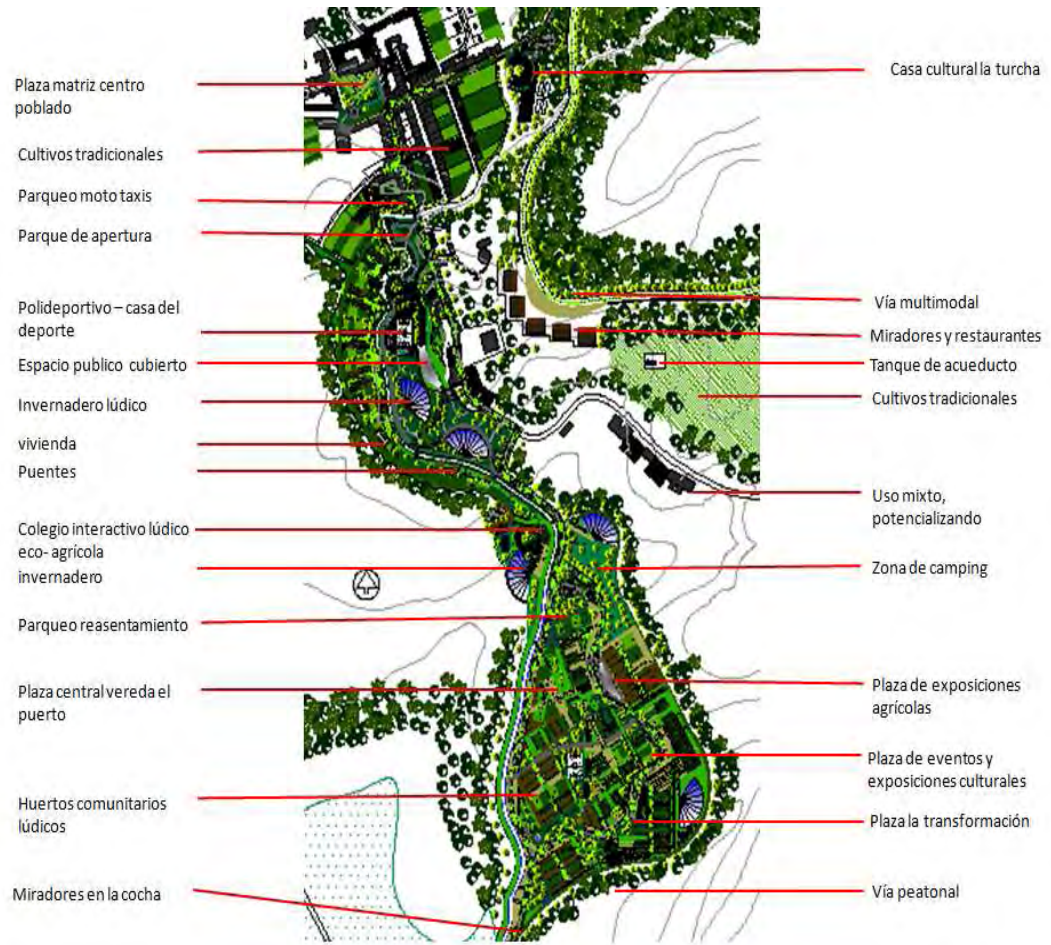 Plaza matriz centro
poblado
Cultivos tradicionales
Parqueo moto taxis
Parque de apertura
Polideportivo – casa del
deporte
Espacio publico cubierto
Invernadero lúdico
vivienda
Puentes
Colegio interactivo lúdico
eco- agrícola
invernadero
Parqueo reasentamiento
Plaza central vereda el
puerto
Huertos comunitarios
lúdicos
Miradores en la cocha
Casa cultural la turcha
Vía multimodal
Miradores y restaurantes
Tanque de acueducto
Cultivos tradicionales
Uso mixto,
potencializando
Zona de camping
Plaza de exposiciones
agrícolas
Plaza de eventos y
exposiciones culturales
Plaza la transformación
Vía peatonal